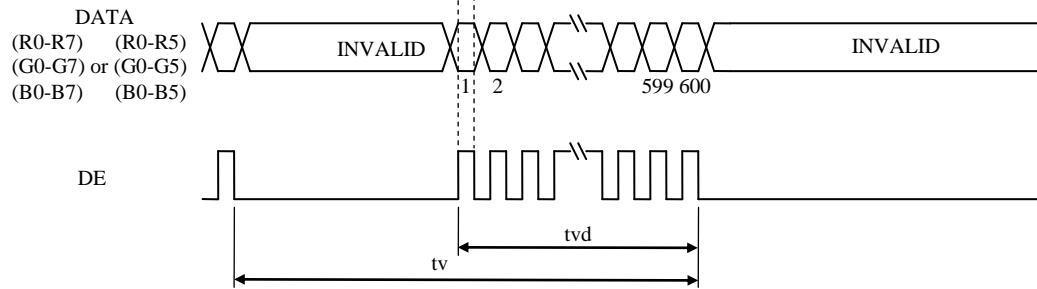 DATA
(R0-R7) (R0-R5)
(G0-G7) or (G0-G5)
(B0-B7) (B0-B5)
INVALID
INVALID
1 2 599 600
DE
tvd
tv